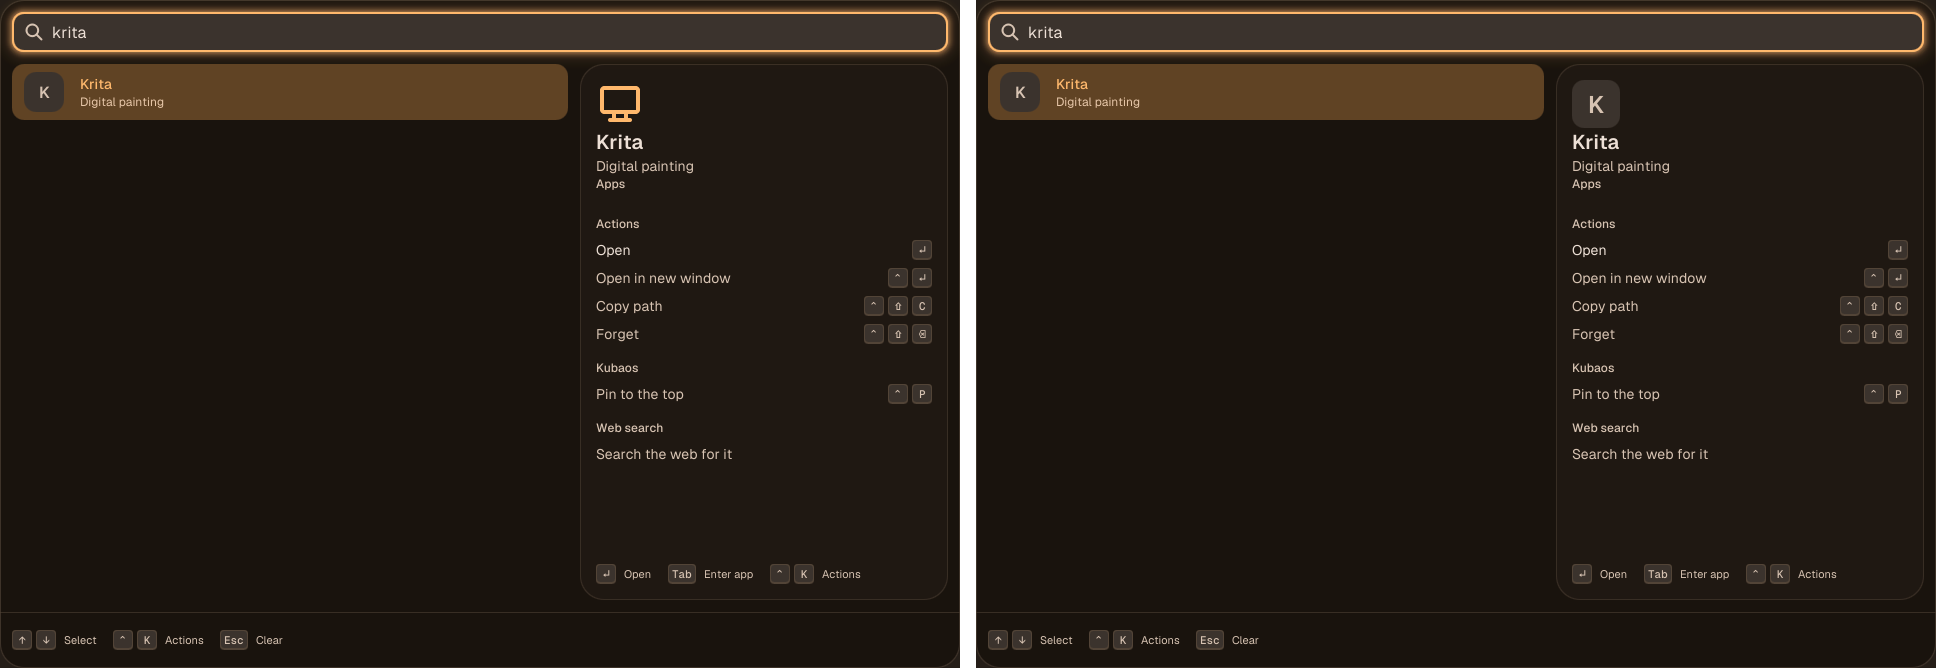 krita
K
Krita
Digital painting
Krita
Digital painting
Apps
Actions
Open ↵
Open in new window ^ ↵
Copy path ^ ⇧ C
Forget ^ ⇧ ⌫
Kubaos
Pin to the top ^ P
Web search
Search the web for it
↵ Open Tab Enter app ^ K Actions
↑ ↓ Select ^ K Actions Esc Clear
krita
K
Krita
Digital painting
K
Krita
Digital painting
Apps
Actions
Open ↵
Open in new window ^ ↵
Copy path ^ ⇧ C
Forget ^ ⇧ ⌫
Kubaos
Pin to the top ^ P
Web search
Search the web for it
↵ Open Tab Enter app ^ K Actions
↑ ↓ Select ^ K Actions Esc Clear